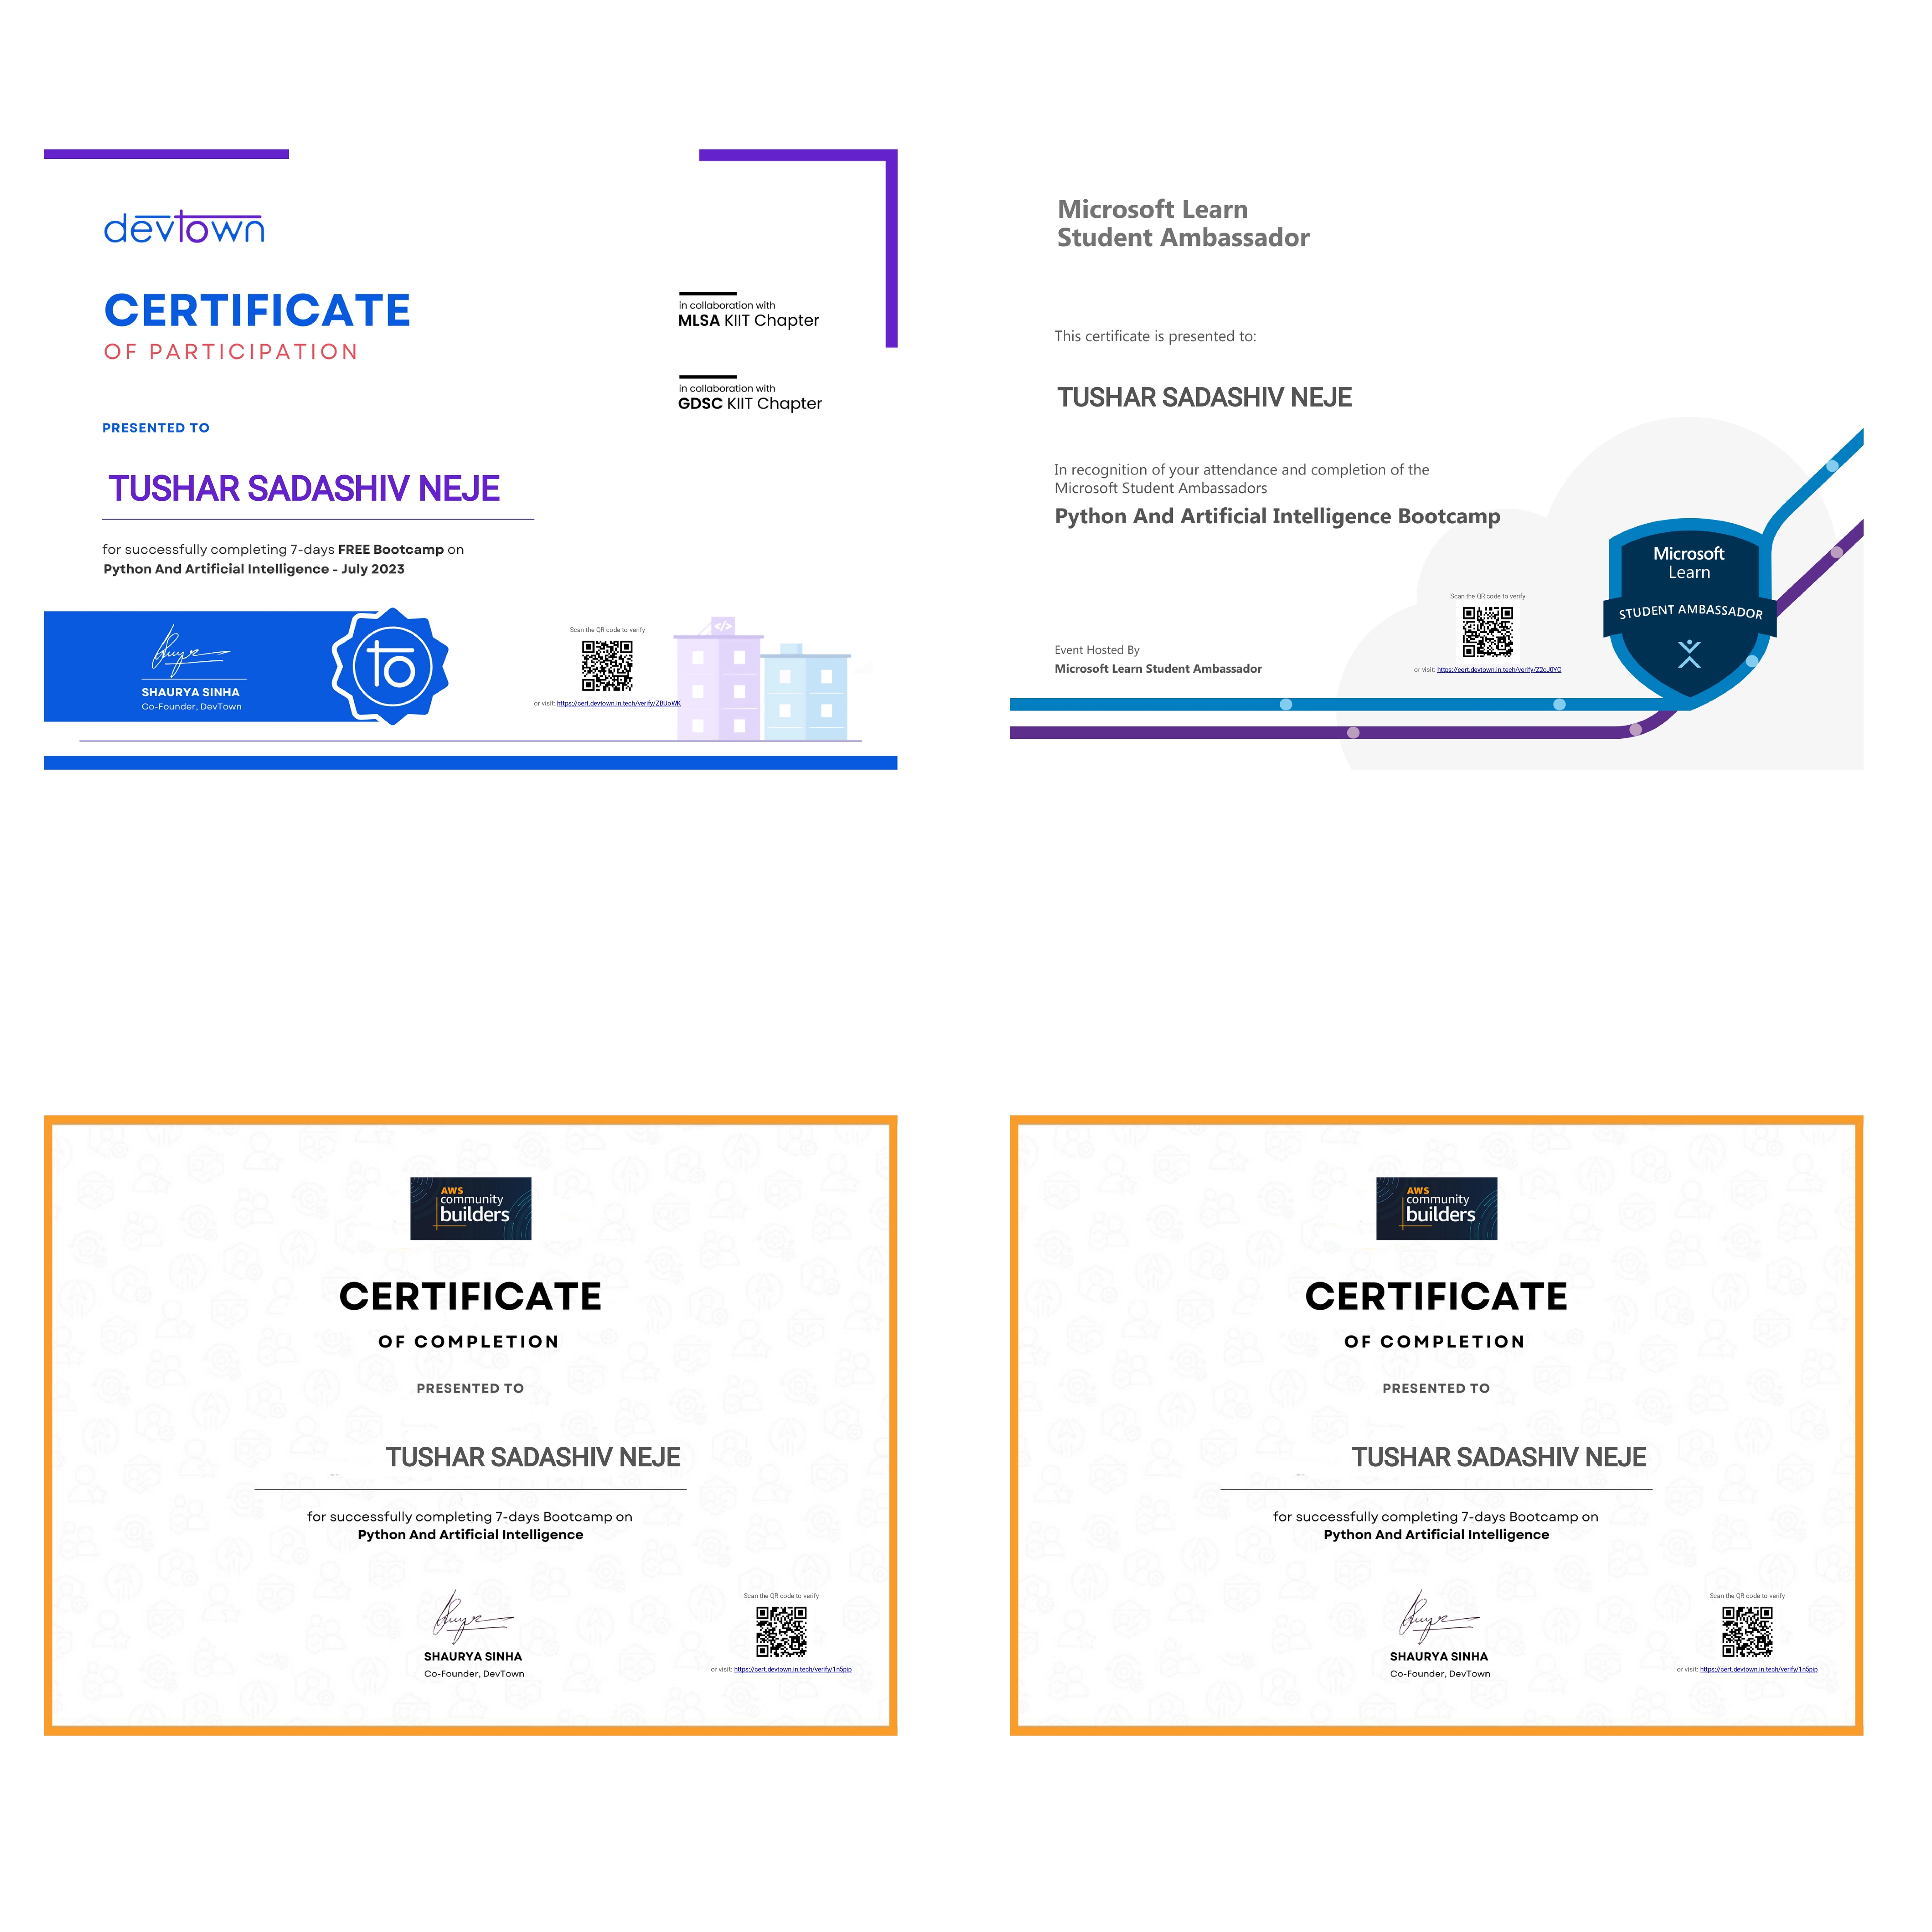 devtown
CERTIFICATE
OF PARTICIPATION
in collaboration with
MLSA KIIT Chapter
in collaboration with
GDSC KIIT Chapter
PRESENTED TO
TUSHAR SADASHIV NEJE
for successfully completing 7-days FREE Bootcamp on
Python And Artificial Intelligence - July 2023
SHAURYA SINHA
Co-Founder, DevTown
to
Scan the QR code to verify
or visit: https://cert.devtown.in.tech/verify/ZBUoWK
</>
Microsoft Learn
Student Ambassador
This certificate is presented to:
TUSHAR SADASHIV NEJE
In recognition of your attendance and completion of the
Microsoft Student Ambassadors
Python And Artificial Intelligence Bootcamp
Event Hosted By
Microsoft Learn Student Ambassador
Scan the QR code to verify
or visit: https://cert.devtown.in.tech/verify/Z2cJ0YC
Microsoft
Learn
STUDENT AMBASSADOR
AWS
community
builders
CERTIFICATE
OF COMPLETION
PRESENTED TO
TUSHAR SADASHIV NEJE
for successfully completing 7-days Bootcamp on
Python And Artificial Intelligence
SHAURYA SINHA
Co-Founder, DevTown
Scan the QR code to verify
or visit: https://cert.devtown.in.tech/verify/1n5pip
AWS
community
builders
CERTIFICATE
OF COMPLETION
PRESENTED TO
TUSHAR SADASHIV NEJE
for successfully completing 7-days Bootcamp on
Python And Artificial Intelligence
SHAURYA SINHA
Co-Founder, DevTown
Scan the QR code to verify
or visit: https://cert.devtown.in.tech/verify/1n5pip